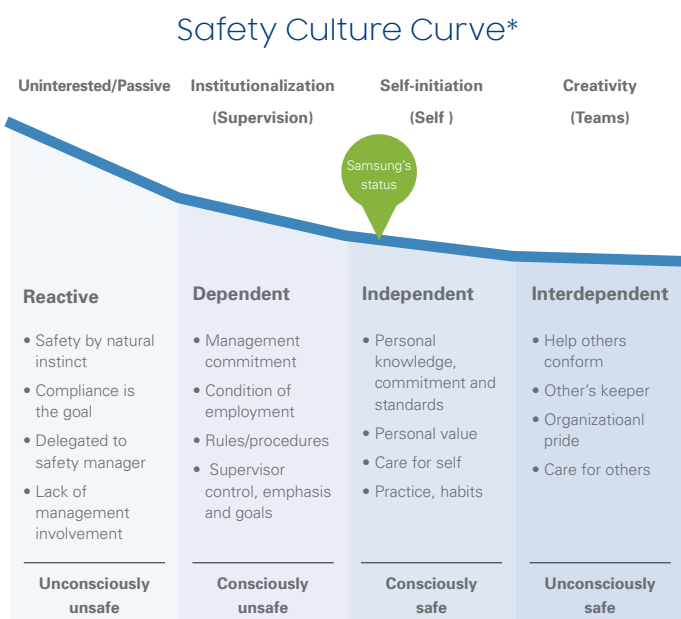 Safety Culture Curve*
Uninterested/Passive
Institutionalization
(Supervision)
Self-initiation
(Self )
Creativity
(Teams)
Samsung's
status
Reactive
• Safety by natural
instinct
• Compliance is
the goal
• Delegated to
safety manager
• Lack of
management
involvement
Unconsciously
unsafe
Dependent
• Management
commitment
• Condition of
employment
• Rules/procedures
• Supervisor
control, emphasis
and goals
Consciously
unsafe
Independent
• Personal
knowledge,
commitment and
standards
• Personal value
• Care for self
• Practice, habits
Consciously
safe
Interdependent
• Help others
conform
• Other's keeper
• Organizatioanl
pride
• Care for others
Unconsciously
safe